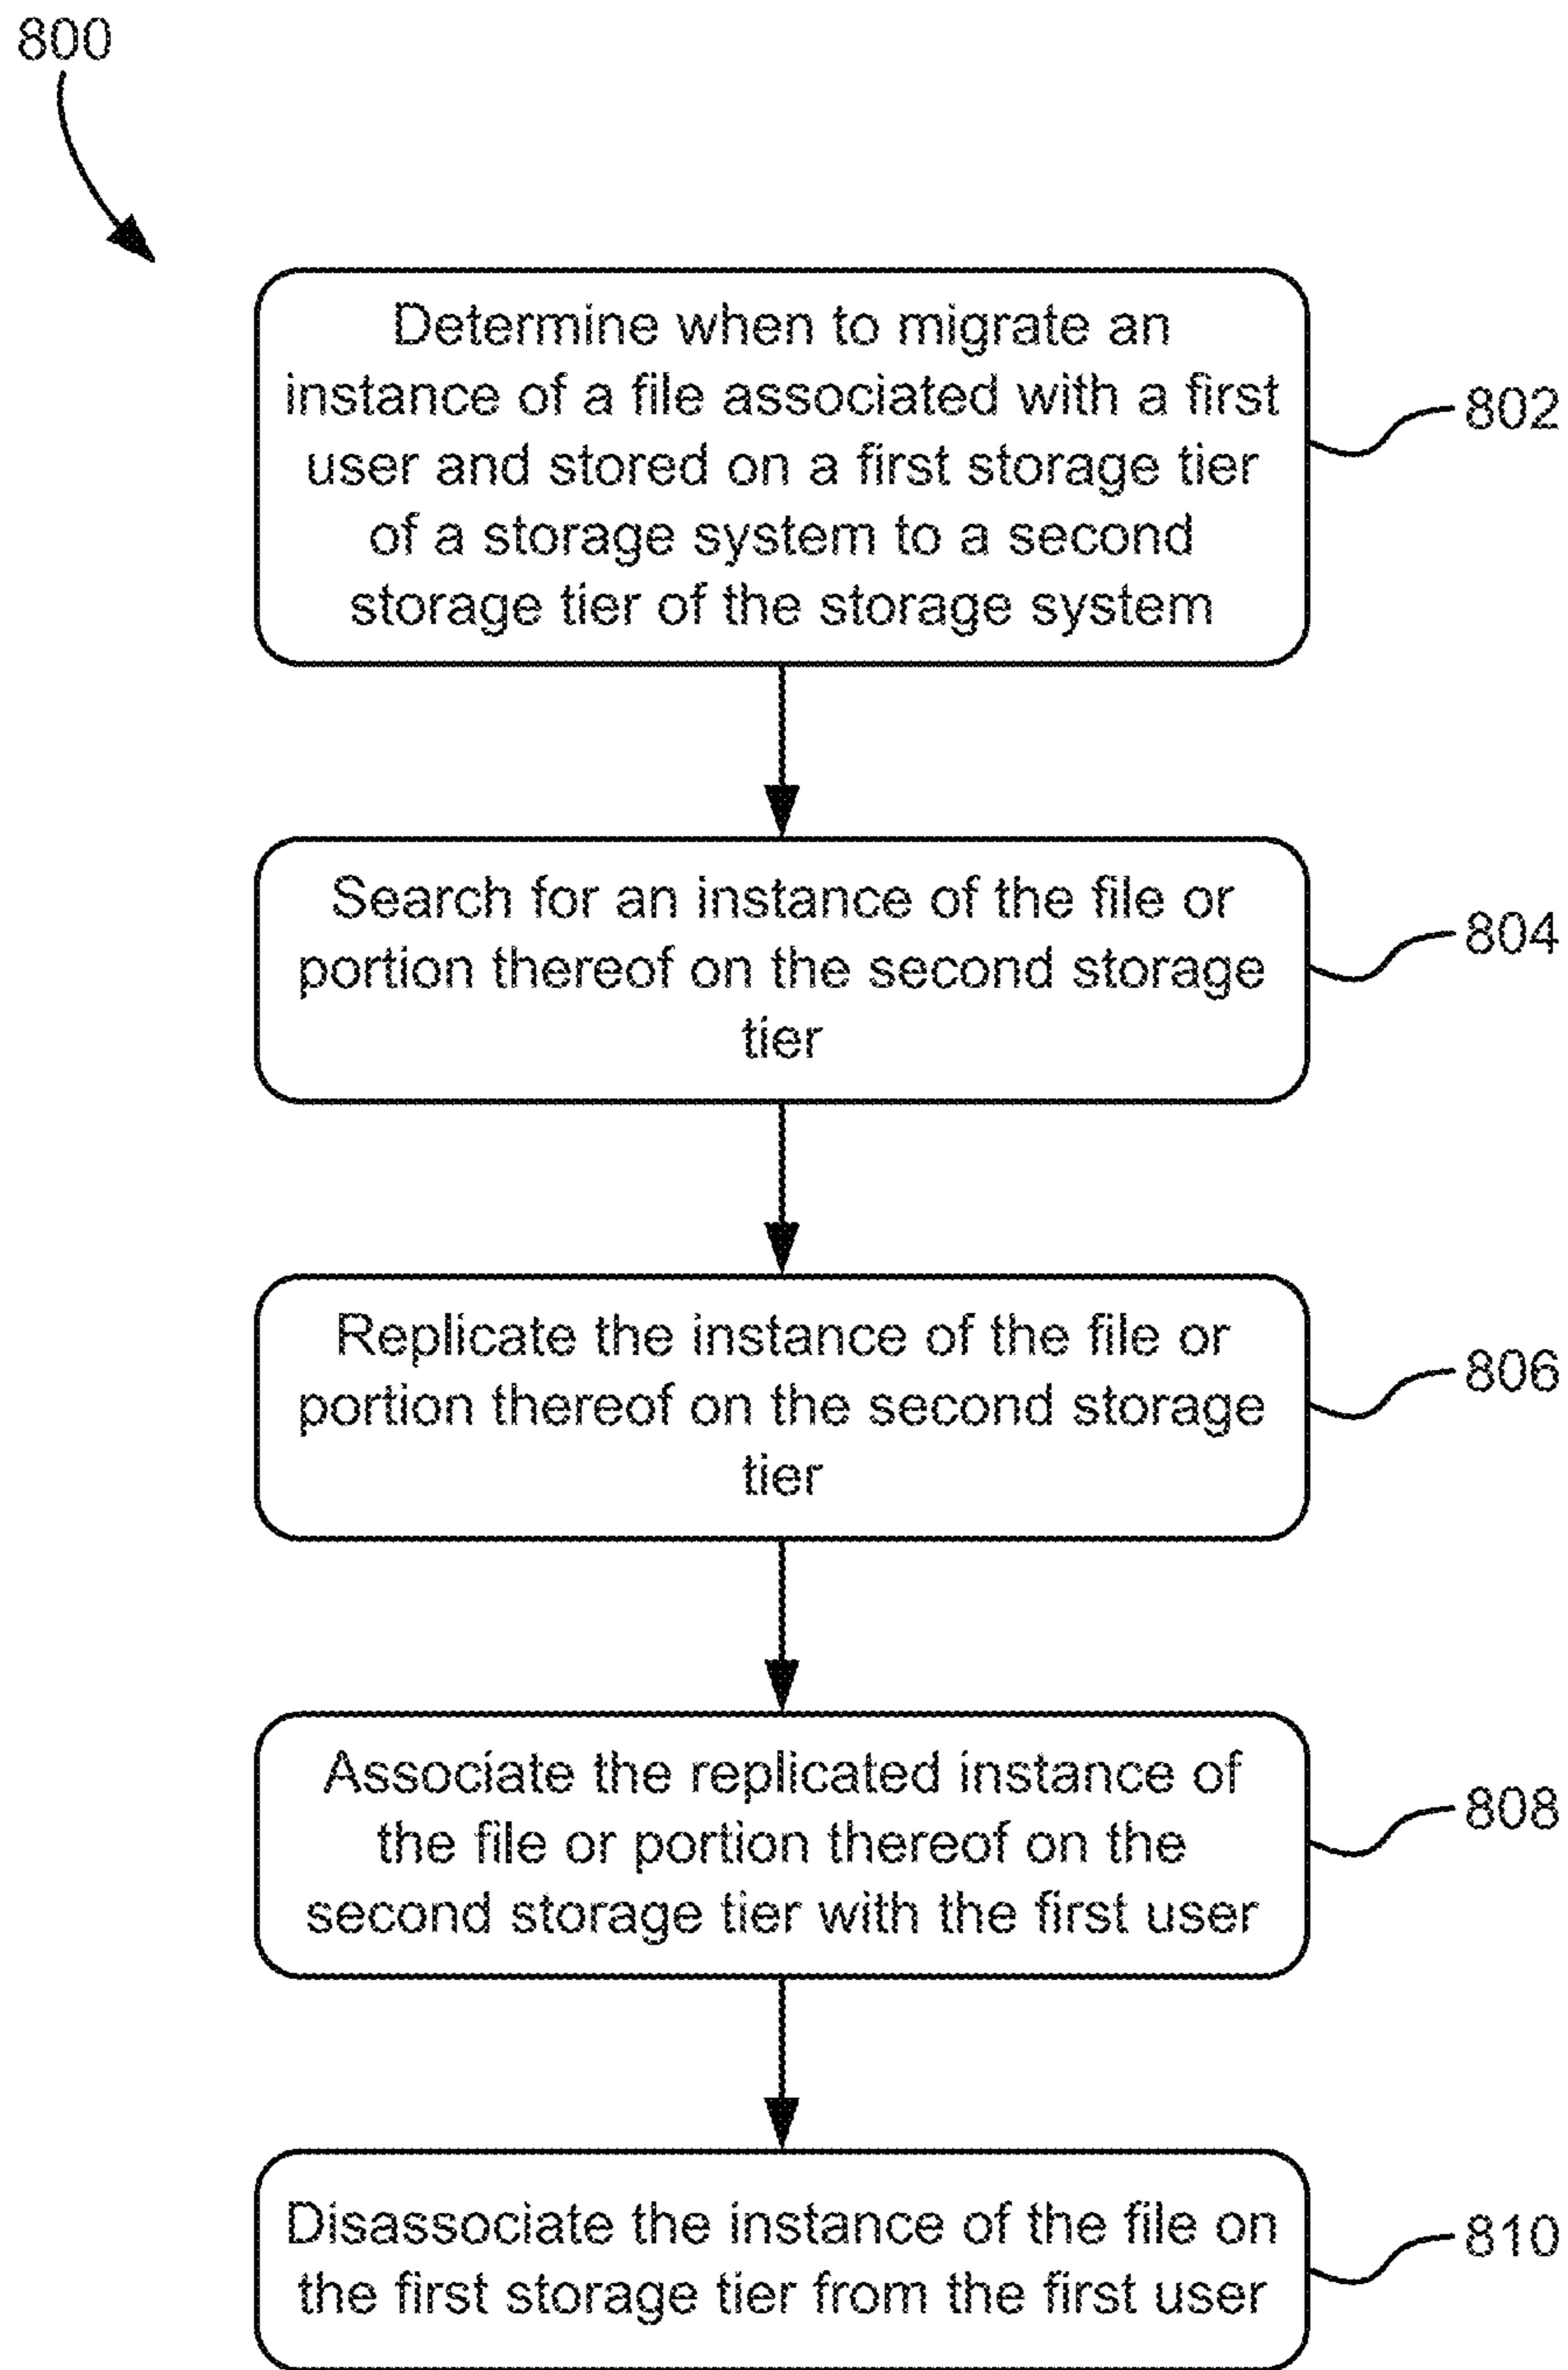 800
Determine when to migrate an
instance of a file associated with a first
user and stored on a first storage tier
of a storage system to a second
storage tier of the storage system
802
Search for an instance of the file or
portion thereof on the second storage
tier
804
Replicate the instance of the file or
portion thereof on the second storage
tier
806
Associate the replicated instance of
the file or portion thereof on the
second storage tier with the first user
808
Disassociate the instance of the file on
the first storage tier from the first user
810